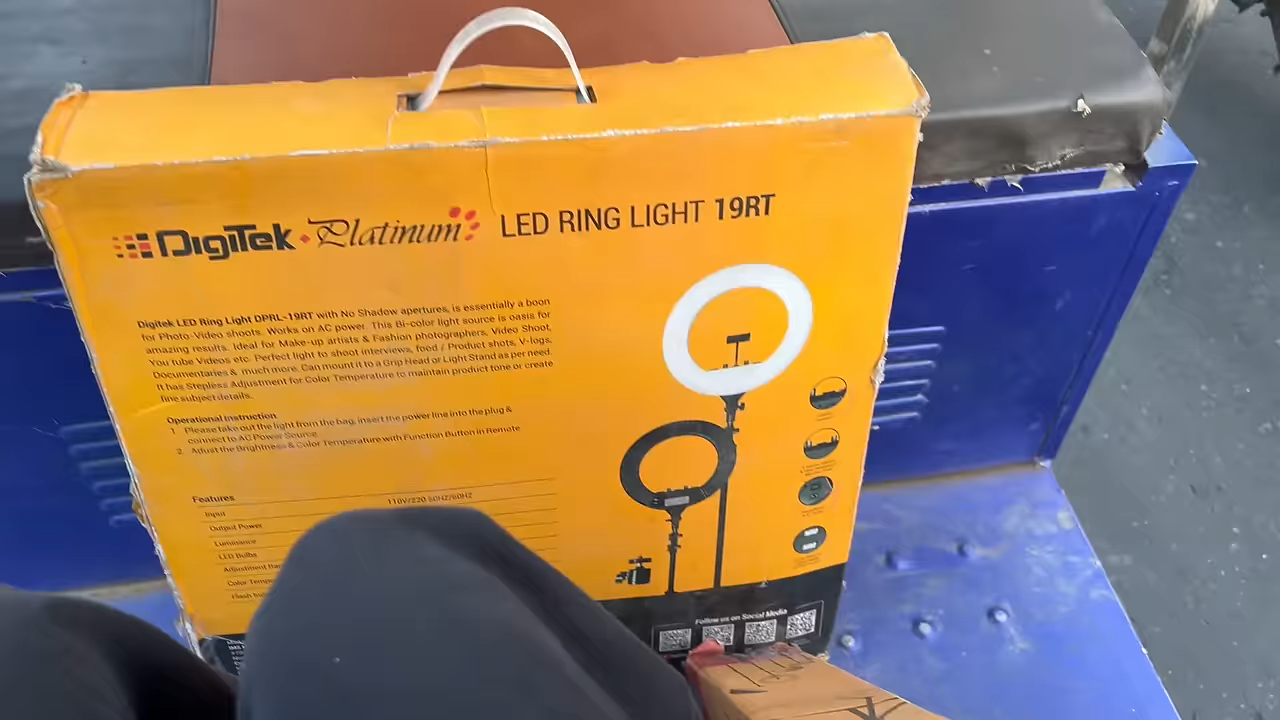 DigiTek Platinum LED RING LIGHT 19RT
Digitek LED Ring Light DPRL-19RT with No Shadow apertures, is essentially a boon
for Photo-Video shoots. Works on AC power. This Bi-color light source is oasis for
amazing results. Ideal for Make-up artists & Fashion photographers, Video Shoot,
You tube Videos etc. Perfect light to shoot interviews, food / Product shots, V-logs,
Documentaries & much more. Can mount it to a Grip Head or Light Stand as per need.
It has Stepless Adjustment for Color Temperature to maintain product tone or create
fine subject details.
Operational Instruction
1. Please take out the light from the bag, insert the power line into the plug &
connect to AC Power Source.
2. Adust the Brightness & Color Temperature with Function Button in Remote
Features
Input 110V/220 50HZ/60HZ
Output Power
Luminance
LED Bulbs
Adjustment
Color
Flash
Follow us on Social Media